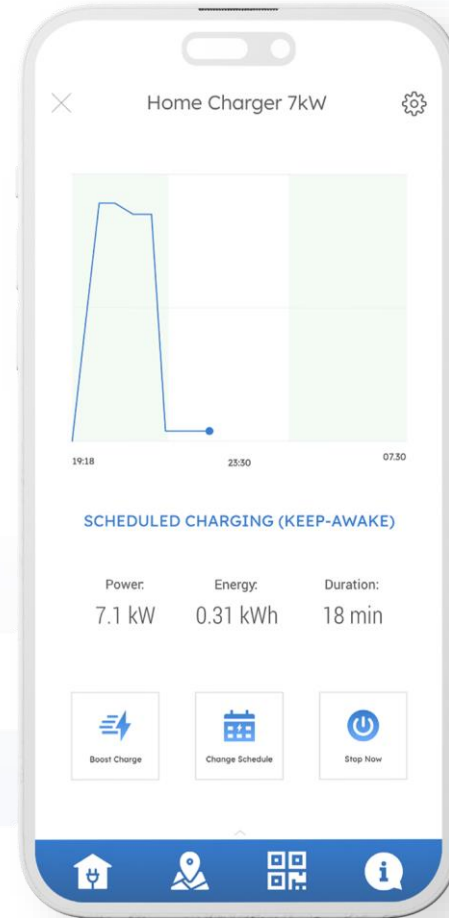 Home Charger 7kW
19:18 23:30 07.30
SCHEDULED CHARGING (KEEP-AWAKE)
Power: Energy: Duration:
7.1 kW 0.31 kWh 18 min
Boost Charge Change Schedule Stop Now